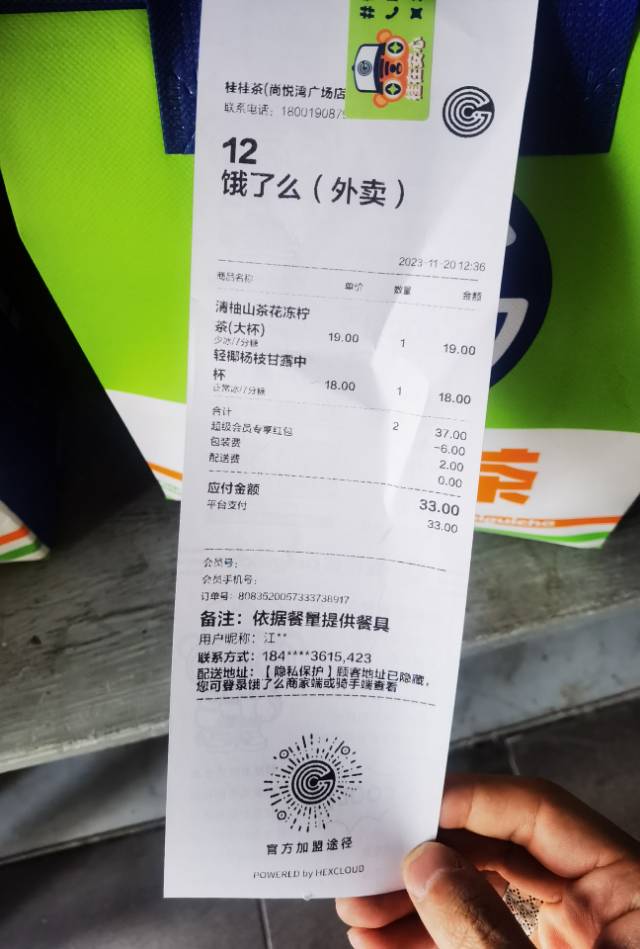 桂桂茶(尚悦湾广场店
联系电话：1800190875
12
饿了么（外卖）
2023-11-20 12:36
商品名称 单价 数量 金额
清柚山茶花冻柠
茶(大杯) 19.00 1 19.00
少冰/7分糖
轻椰杨枝甘露中
杯 18.00 1 18.00
正常冰/7分糖
合计 2 37.00
超级会员专享红包 -6.00
包装费 2.00
配送费 0.00
应付金额 33.00
平台支付 33.00
会员号：
会员手机号：
订单号：8083520057333738917
备注：依据餐量提供餐具
用户昵称：江**
联系方式：184****3615,423
配送地址：【隐私保护】顾客地址已隐藏，
您可登录饿了么商家端或骑手端查看
官方加盟途径
POWERED by HEXCLOUD
茶